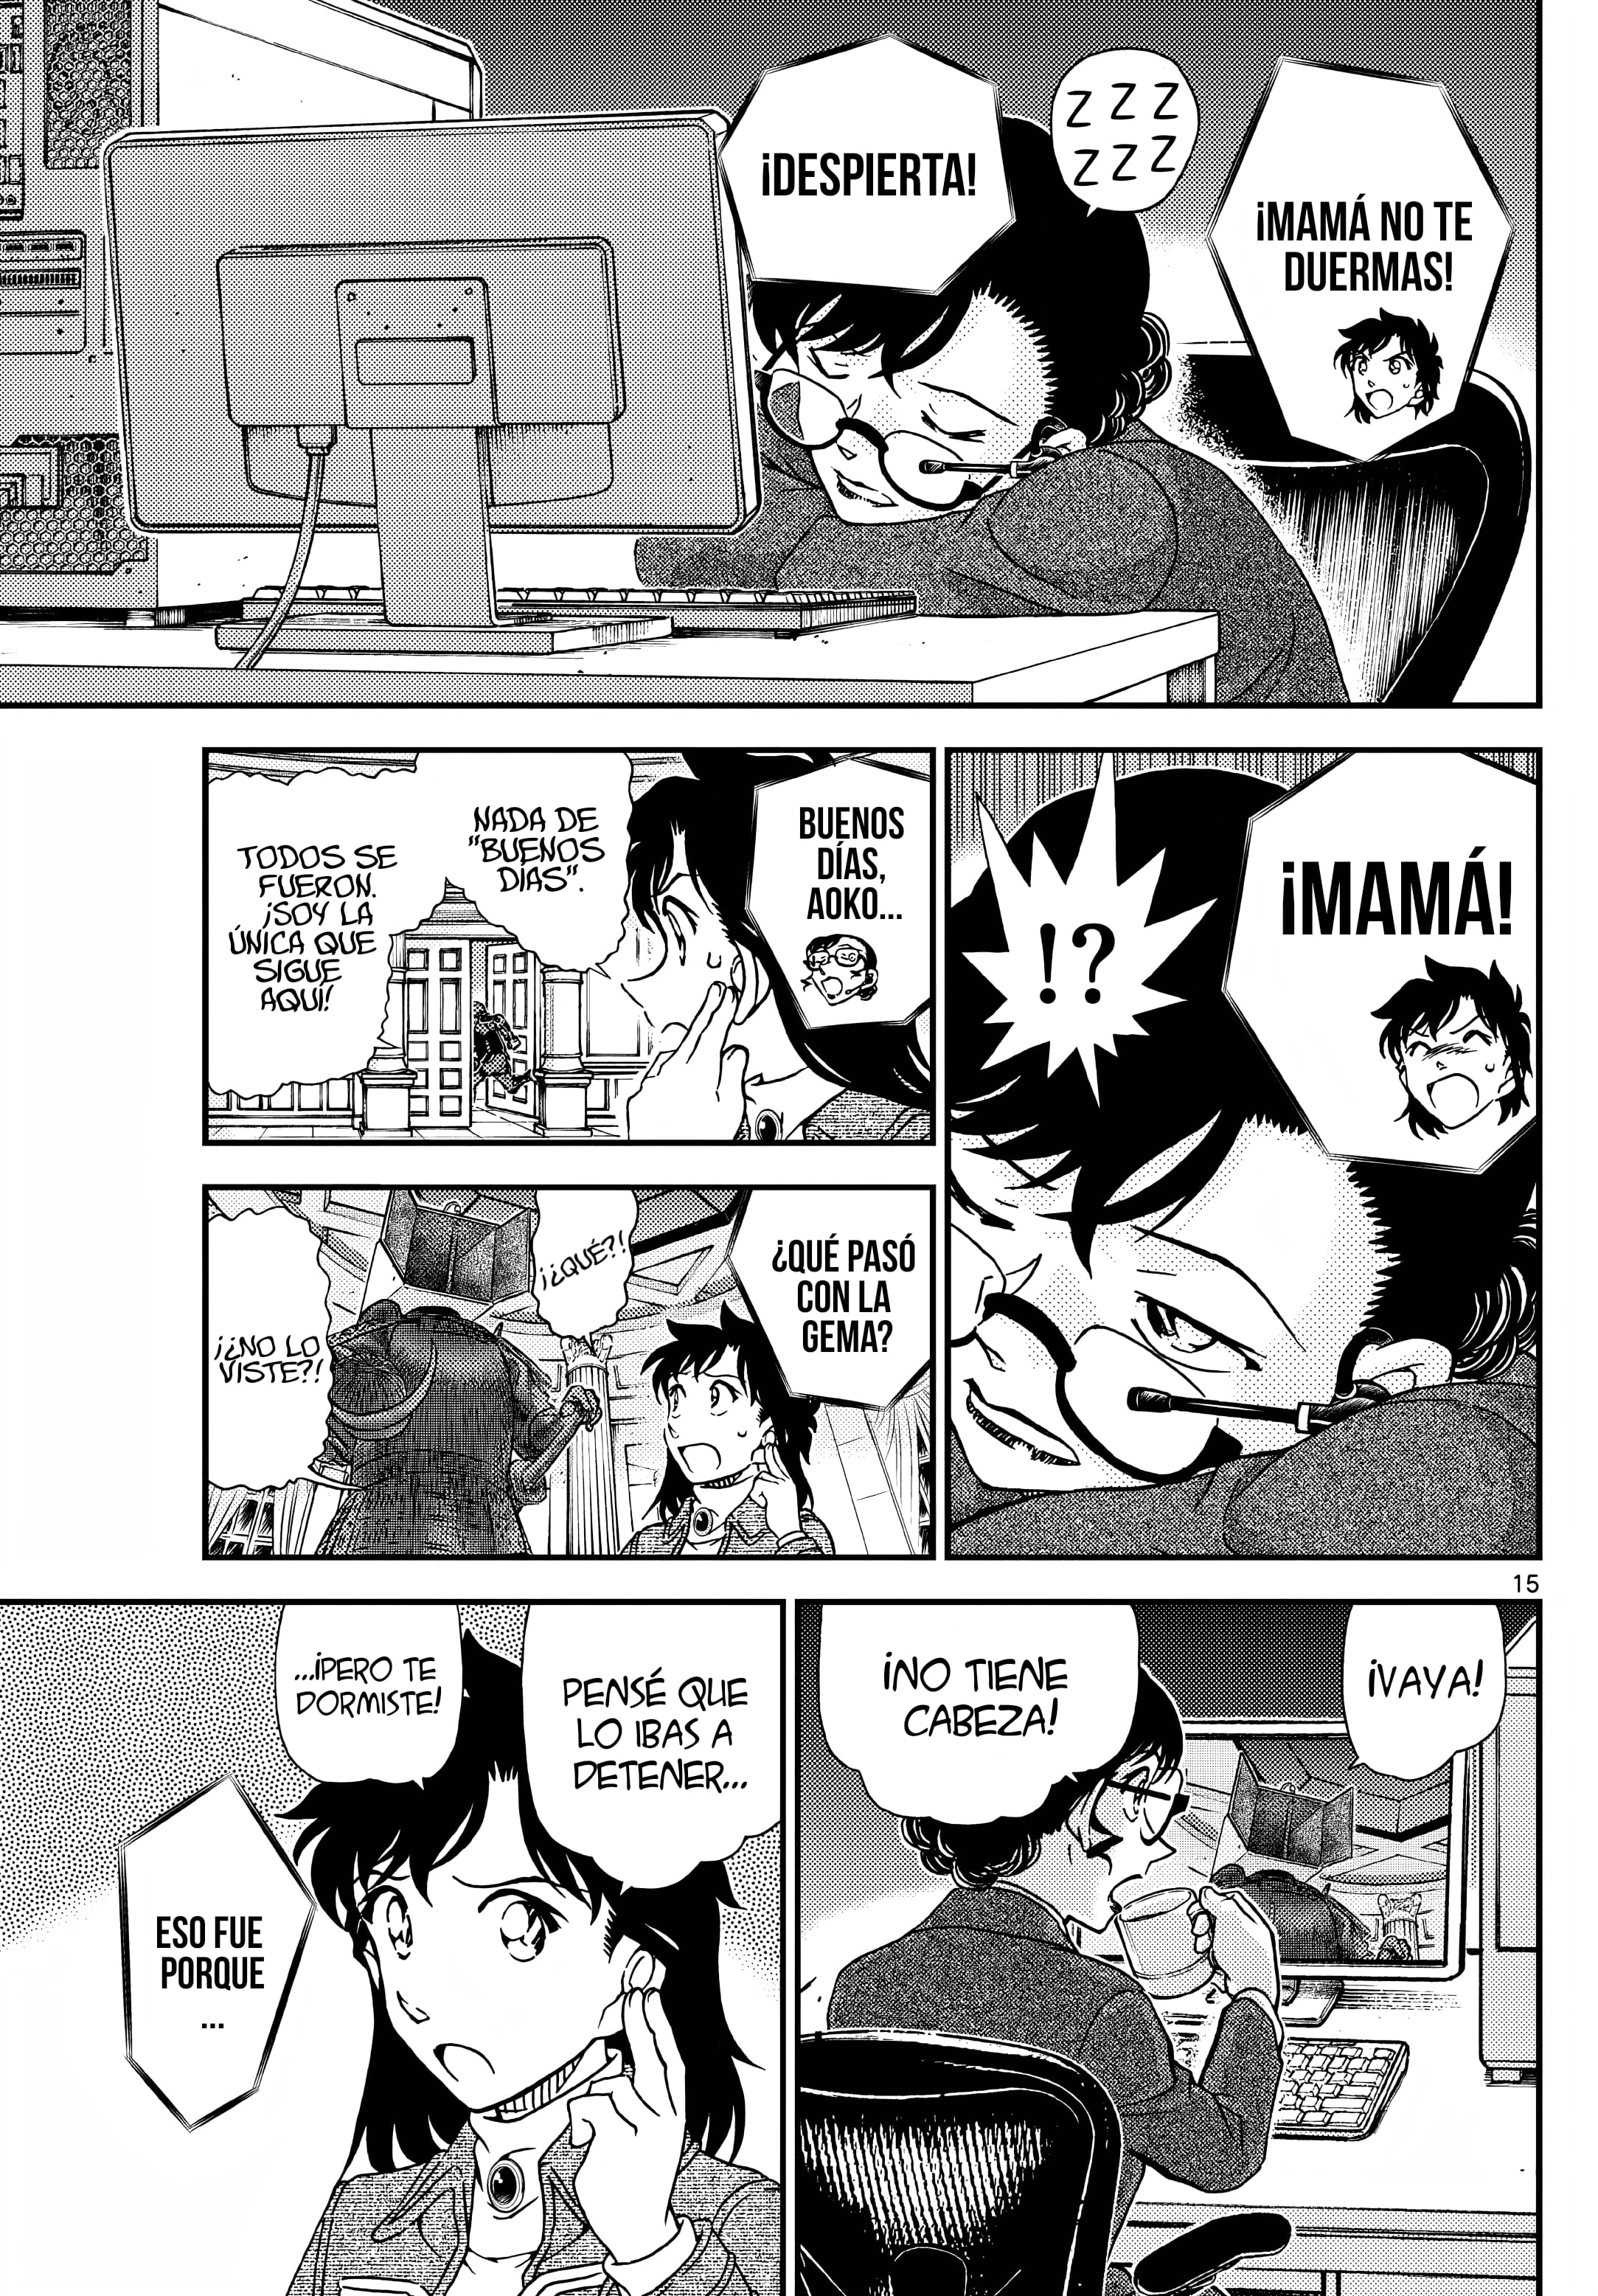 ¡MAMÁ NO TE
DUERMAS!
Z Z Z
Z Z Z
¡DESPIERTA!
¡MAMÁ!
!?
BUENOS
DÍAS,
AOKO...
NADA DE
"BUENOS
DÍAS".
TODOS SE
FUERON.
¡SOY LA
ÚNICA QUE
SIGUE
AQUI!
¿QUÉ PASÓ
CON LA
GEMA?
¡¿QUÉ?!
¡¿NO LO
VISTE?!
15
¡VAYA!
¡NO TIENE
CABEZA!
PENSÉ QUE
LO IBAS A
DETENER...
...¡PERO TE
DORMISTE!
ESO FUE
PORQUE
...